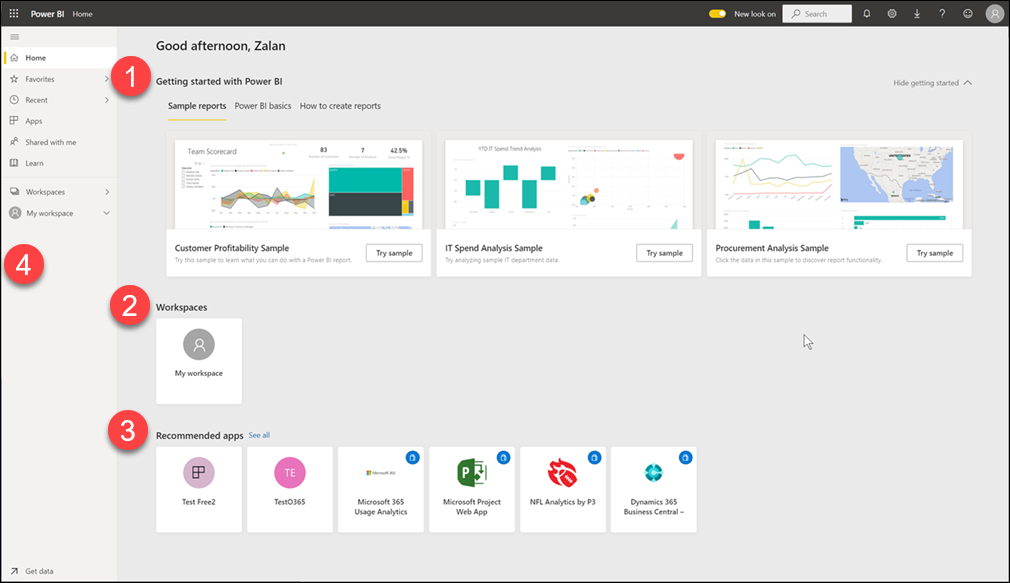 Power BI Home
New look on
Search
Home
Favorites
Recent
Apps
Shared with me
Learn
Workspaces
My workspace
Get data
Good afternoon, Zalan
1
Getting started with Power BI
Hide getting started
Sample reports Power BI basics How to create reports
Team Scorecard
83
7
42.5%
Customer Profitability Sample
Try this sample to learn what you can do with a Power BI report.
Try sample
YTD IT Spend Trend Analysis
IT Spend Analysis Sample
Try analyzing sample IT department data.
Try sample
UNITED STATES
Procurement Analysis Sample
Click the data in this sample to discover report functionality.
Try sample
4
2
Workspaces
My workspace
3
Recommended apps See all
Test Free2
TE
TestO365
Microsoft 365
Microsoft 365
Usage Analytics
P
Microsoft Project
Web App
NFL Analytics by P3
Dynamics 365
Business Central –